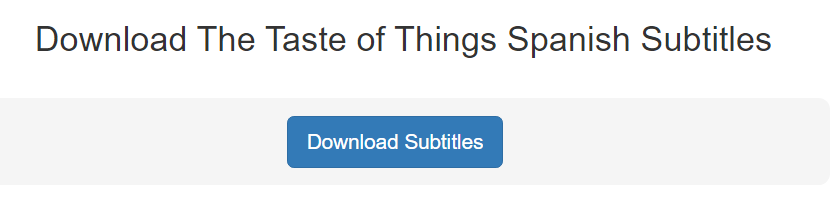 Download The Taste of Things Spanish Subtitles
Download Subtitles